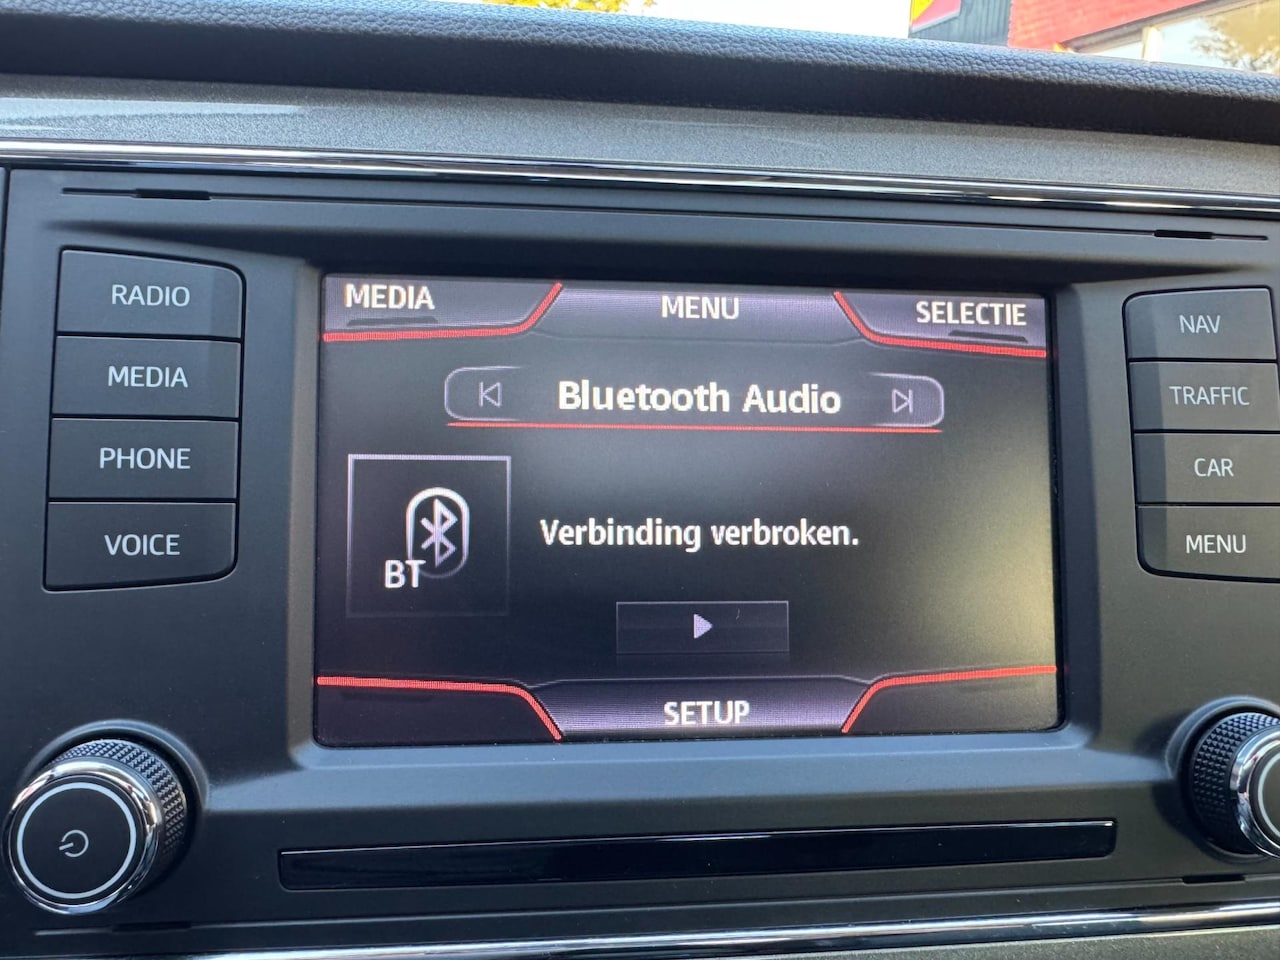 RADIO
MEDIA
PHONE
VOICE
MEDIA
MENU
SELECTIE
Bluetooth Audio
BT
Verbinding verbroken.
SETUP
NAV
TRAFFIC
CAR
MENU